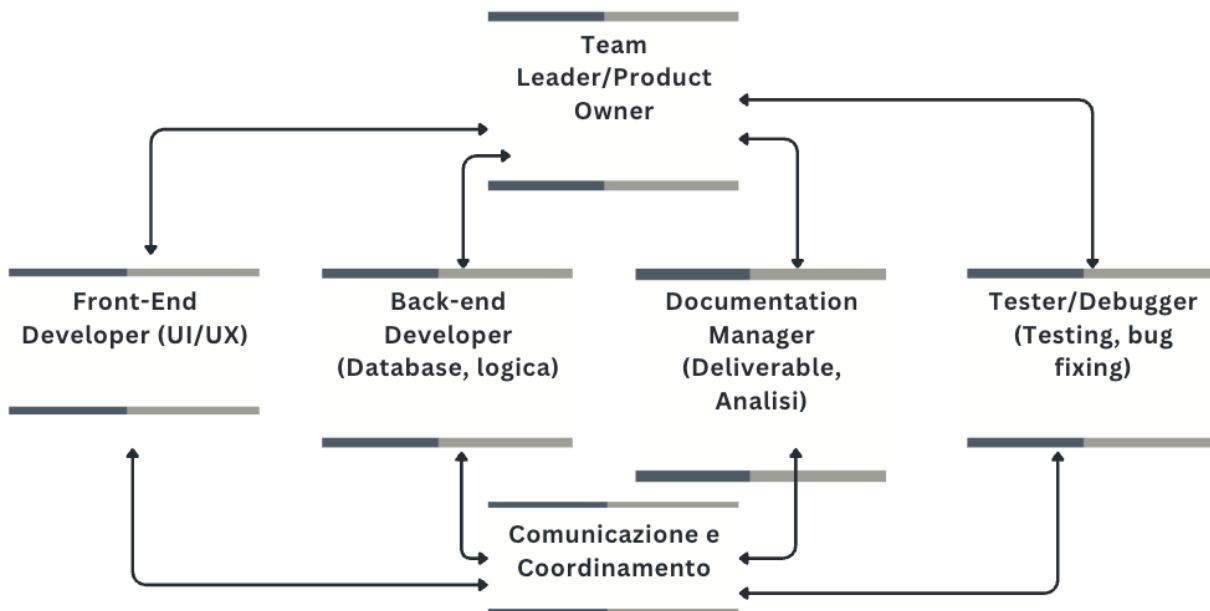 Team
Leader/Product
Owner
Front-End
Developer (UI/UX)
Back-end
Developer
(Database, logica)
Documentation
Manager
(Deliverable,
Analisi)
Tester/Debugger
(Testing, bug
fixing)
Comunicazione e
Coordinamento